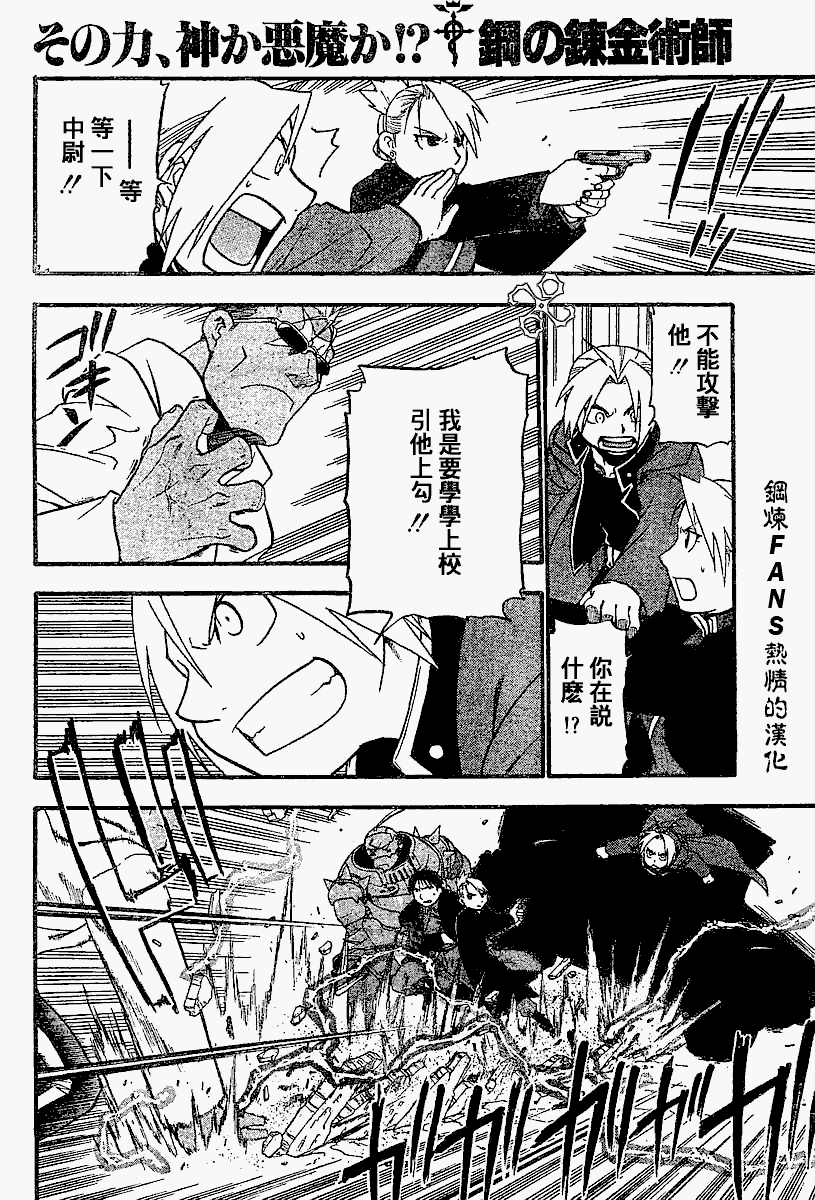 その力、神か悪魔か!?
鋼の錬金術師
——等
等一下
中尉!!
不能攻擊
他!!
你在説
什麽!?
我是要學學上校
引他上勾!!
ゴキン
鋼煉FANS熱情的漢化
ガガガガガ